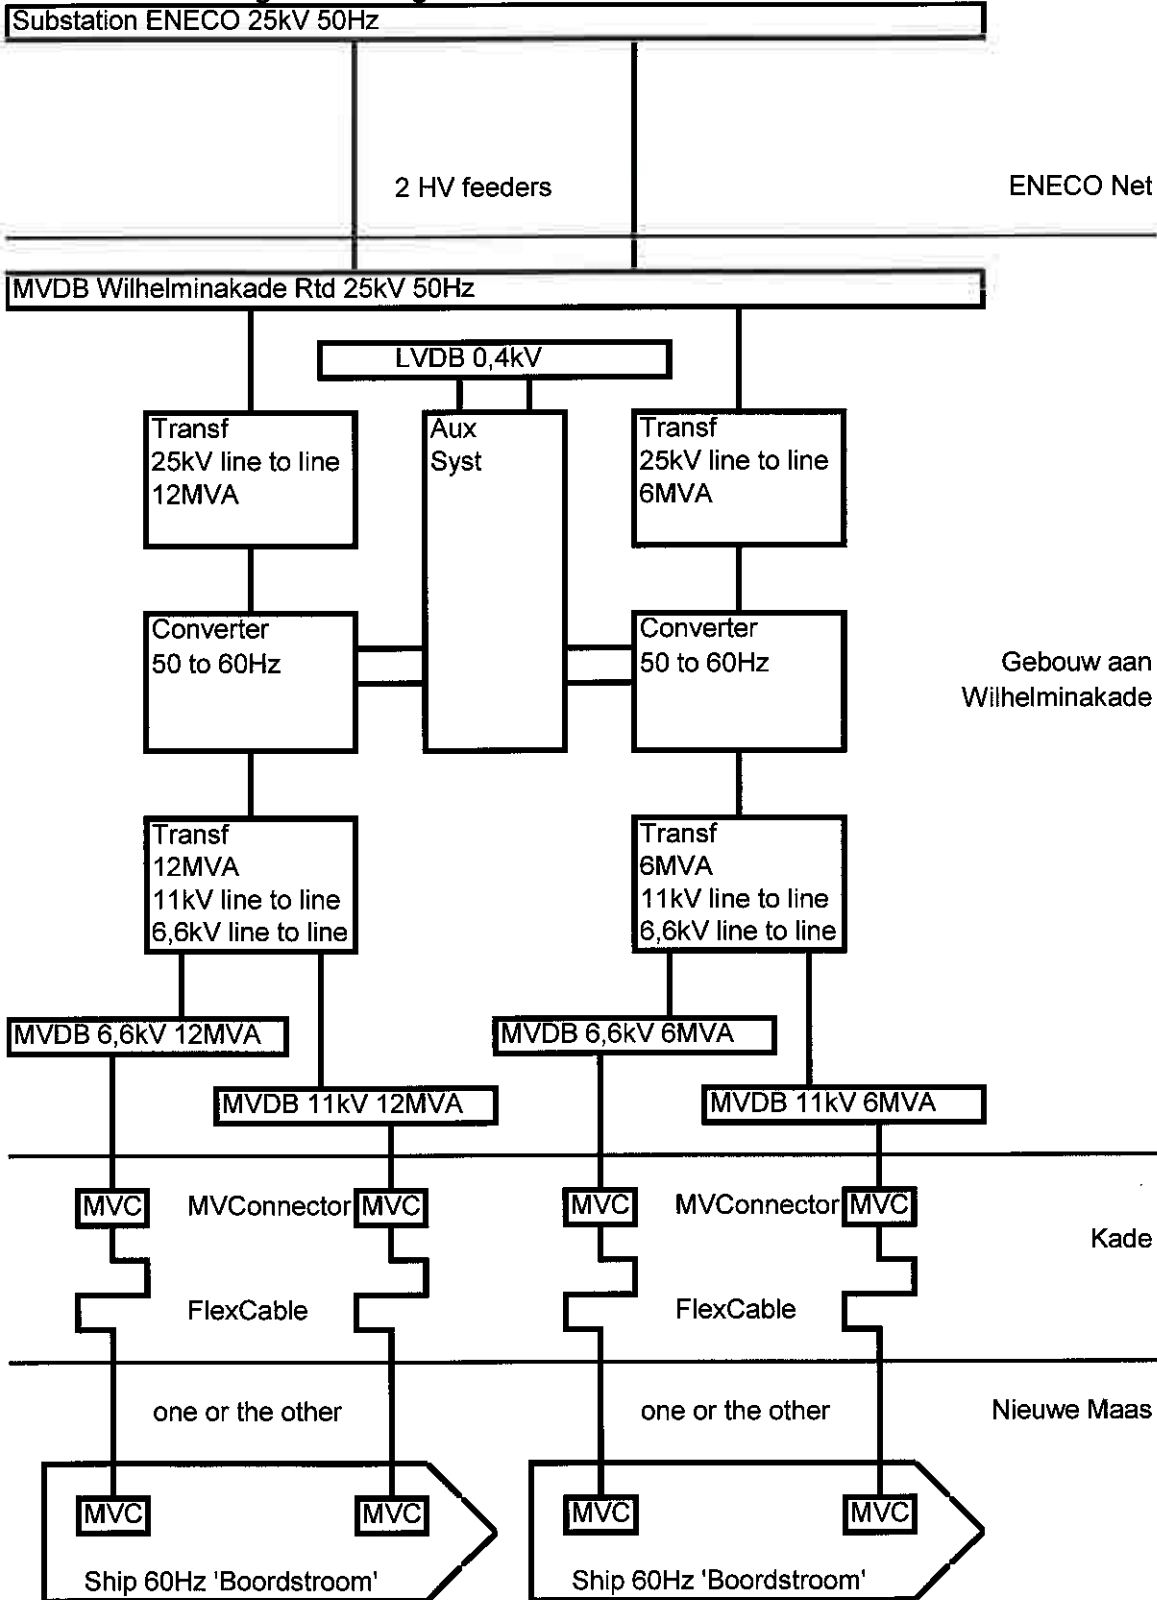 Substation ENECO 25kV 50Hz
2 HV feeders
ENECO Net
MVDB Wilhelminakade Rtd 25kV 50Hz
LVDB 0,4kV
Transf
25kV line to line
12MVA
Aux
Syst
Transf
25kV line to line
6MVA
Converter
50 to 60Hz
Converter
50 to 60Hz
Gebouw aan
Wilhelminakade
Transf
12MVA
11kV line to line
6,6kV line to line
Transf
6MVA
11kV line to line
6,6kV line to line
MVDB 6,6kV 12MVA
MVDB 6,6kV 6MVA
MVDB 11kV 12MVA
MVDB 11kV 6MVA
MVC
MVConnector
MVC
MVC
MVConnector
MVC
Kade
FlexCable
FlexCable
one or the other
one or the other
Nieuwe Maas
MVC
MVC
MVC
MVC
Ship 60Hz 'Boordstroom'
Ship 60Hz 'Boordstroom'